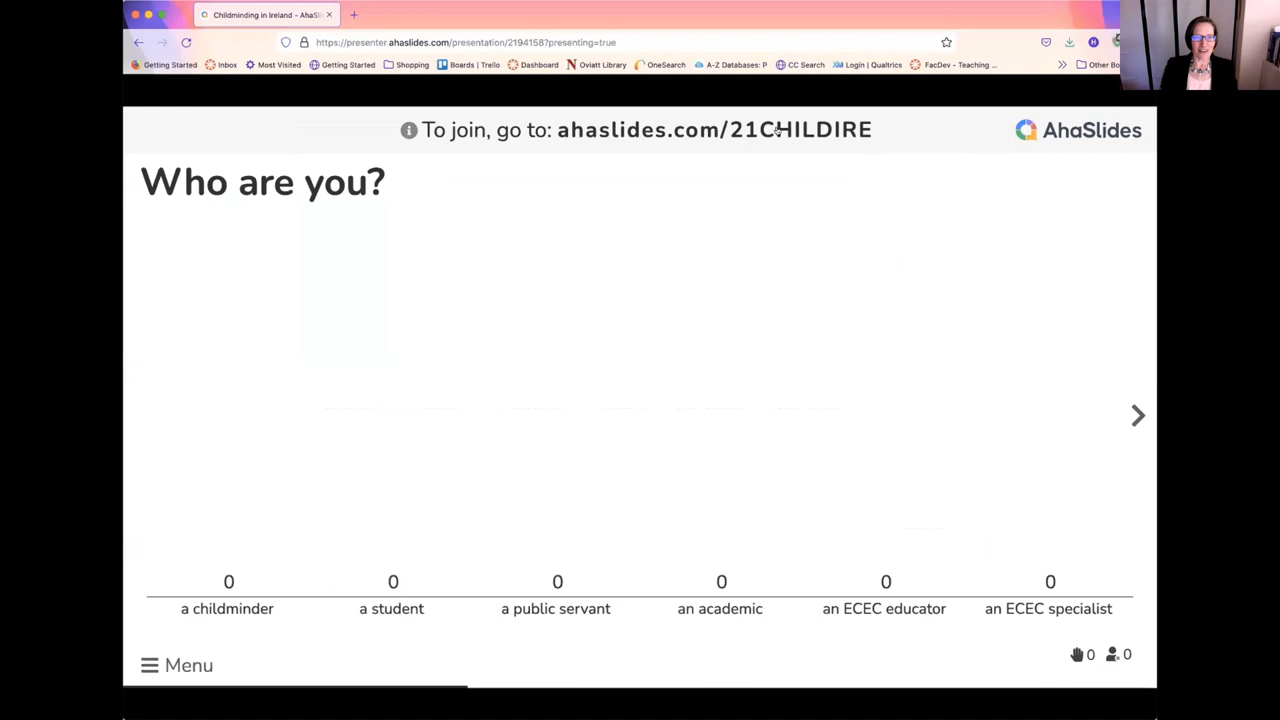 Childminding in Ireland - AhaSli
https://presenter.ahaslides.com/presentation/2194158?presenting=true
Getting Started Inbox Most Visited Getting Started Shopping Boards | Trello Dashboard Oviatt Library OneSearch A-Z Databases: P CC Search Login | Qualtrics FacDev - Teaching ... Other Bo
To join, go to: ahaslides.com/21CHILDIRE
AhaSlides
Who are you?
0 0 0 0 0 0
a childminder a student a public servant an academic an ECEC educator an ECEC specialist
Menu
0 0